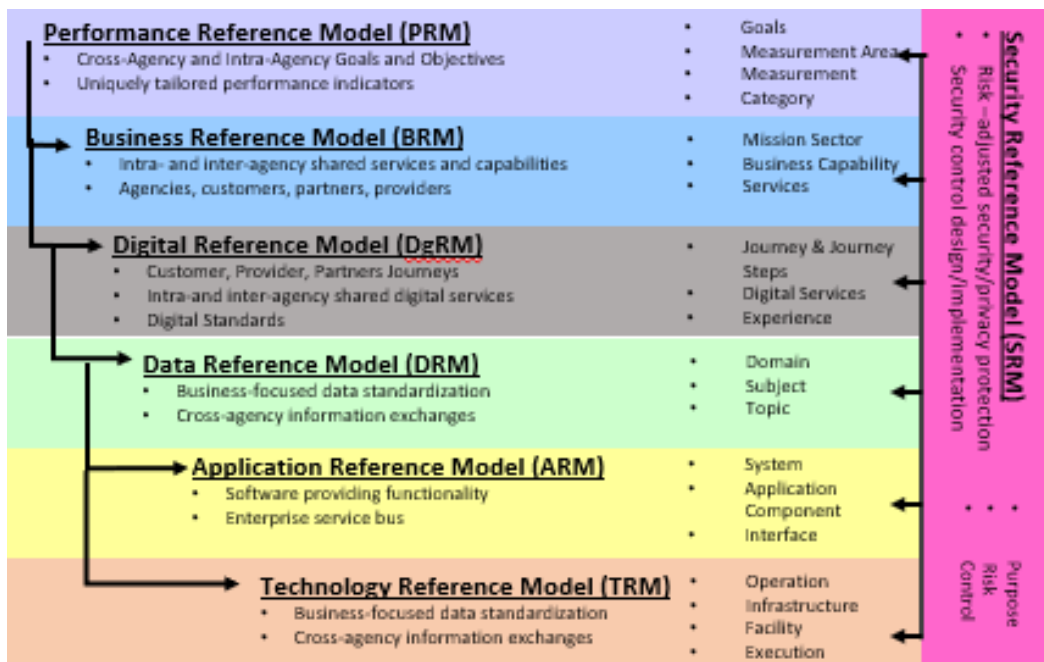 Performance Reference Model (PRM)
• Cross-Agency and Intra-Agency Goals and Objectives
• Uniquely tailored performance indicators
• Goals
• Measurement Area
• Measurement
• Category
Business Reference Model (BRM)
• Intra- and inter-agency shared services and capabilities
• Agencies, customers, partners, providers
• Mission Sector
• Business Capability
• Services
Digital Reference Model (DgRM)
• Customer, Provider, Partners Journeys
• Intra-and inter-agency shared digital services
• Digital Standards
• Journey & Journey
Steps
• Digital Services
• Experience
Data Reference Model (DRM)
• Business-focused data standardization
• Cross-agency information exchanges
• Domain
• Subject
• Topic
Application Reference Model (ARM)
• Software providing functionality
• Enterprise service bus
• System
• Application
Component
• Interface
Technology Reference Model (TRM)
• Business-focused data standardization
• Cross-agency information exchanges
• Operation
• Infrastructure
• Facility
• Execution
Security Reference Model (SRM)
• Risk –adjusted security/privacy protection
• Security control design/implementation
• Purpose
• Risk
• Control